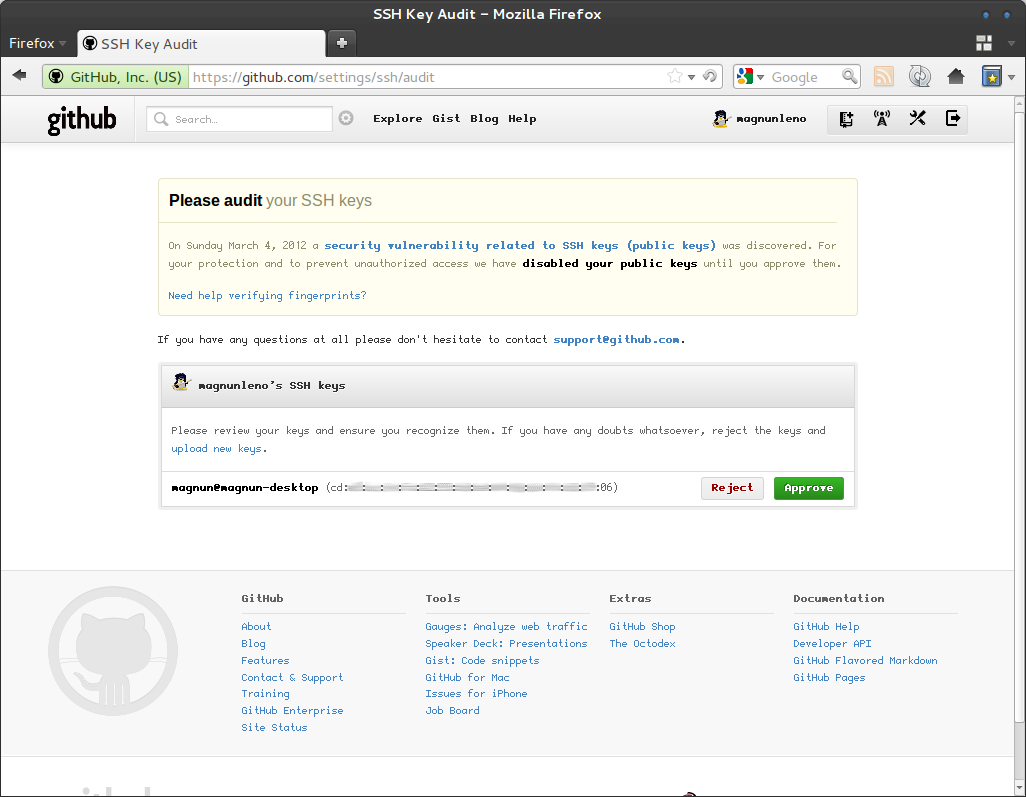 SSH Key Audit - Mozilla Firefox
Firefox
SSH Key Audit
GitHub, Inc. (US) https://github.com/settings/ssh/audit
Google
github
Search...
Explore Gist Blog Help
magnunleno
Please audit your SSH keys
On Sunday March 4, 2012 a security vulnerability related to SSH keys (public keys) was discovered. For
your protection and to prevent unauthorized access we have disabled your public keys until you approve them.
Need help verifying fingerprints?
If you have any questions at all please don't hesitate to contact support@github.com.
magnunleno's SSH keys
Please review your keys and ensure you recognize them. If you have any doubts whatsoever, reject the keys and
upload new keys.
magnun@magnun-desktop (cd: :06)
Reject
Approve
GitHub
About
Blog
Features
Contact & Support
Training
GitHub Enterprise
Site Status
Tools
Gauges: Analyze web traffic
Speaker Deck: Presentations
Gist: Code snippets
GitHub for Mac
Issues for iPhone
Job Board
Extras
GitHub Shop
The Octodex
Documentation
GitHub Help
Developer API
GitHub Flavored Markdown
GitHub Pages